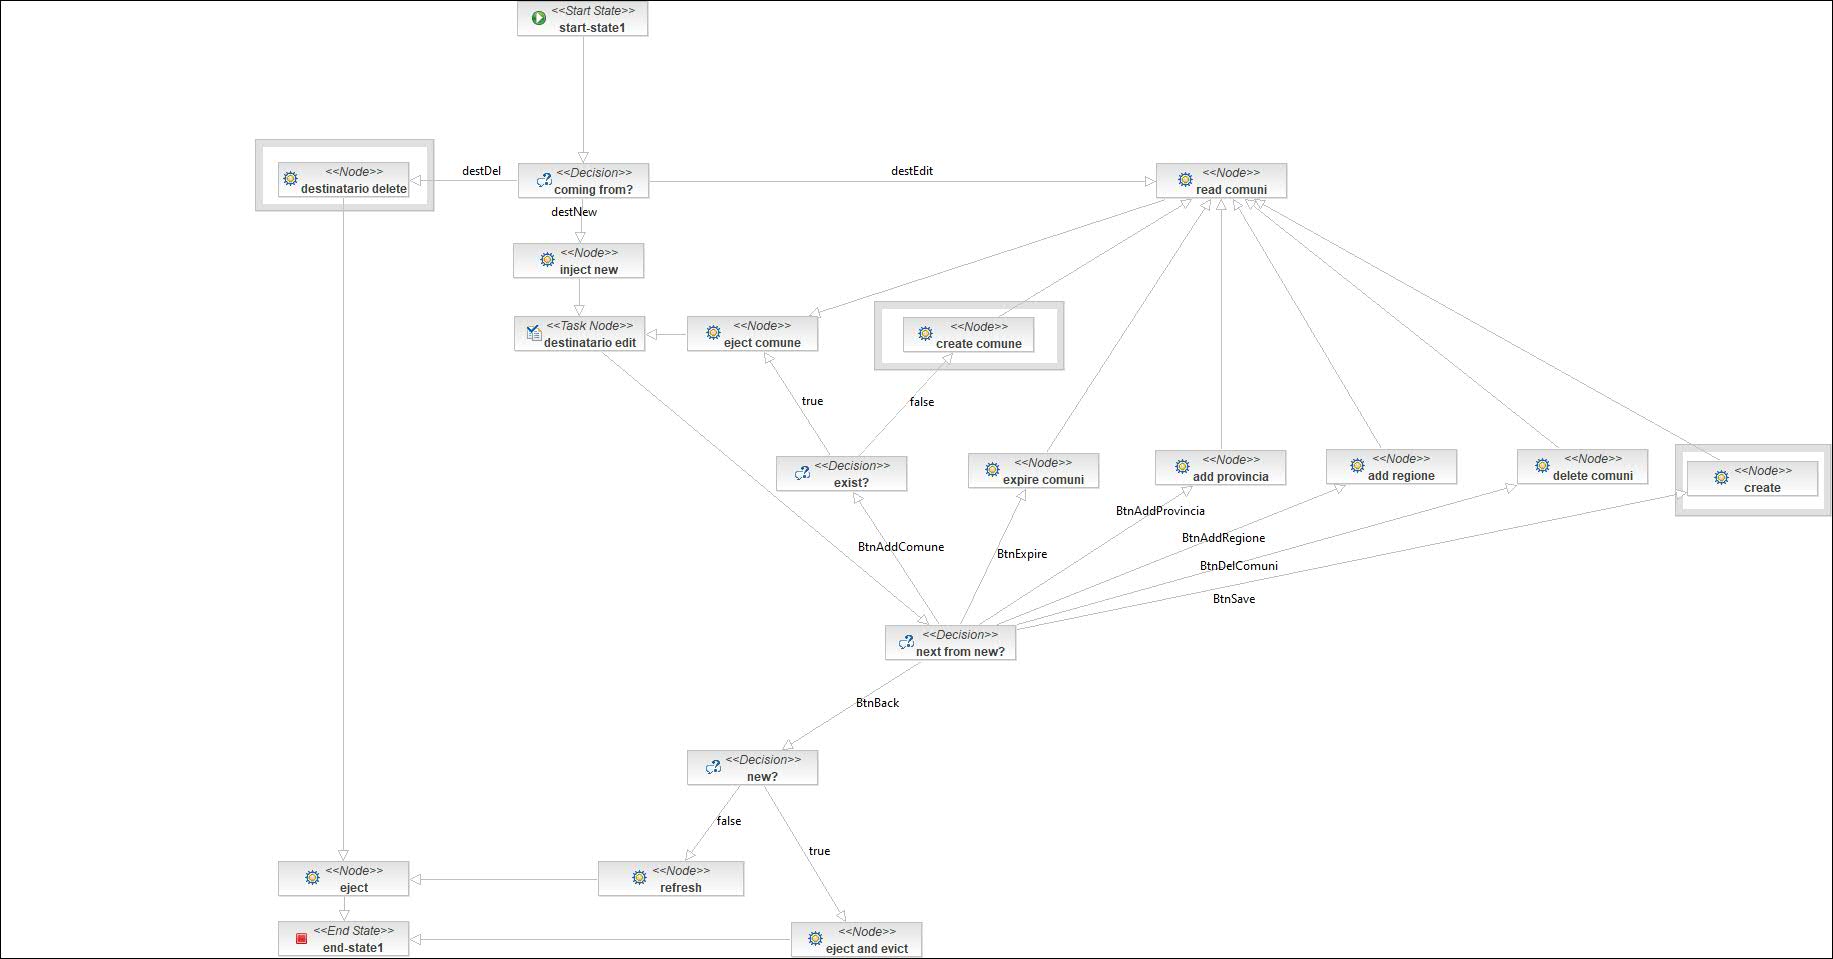 <<Start State>>
start-state1
<<Node>>
destinatario delete
destDel
<<Decision>>
coming from?
destEdit
<<Node>>
read comuni
destNew
<<Node>>
inject new
<<Task Node>>
destinatario edit
<<Node>>
eject comune
<<Node>>
create comune
true
false
<<Decision>>
exist?
<<Node>>
expire comuni
<<Node>>
add provincia
<<Node>>
add regione
<<Node>>
delete comuni
<<Node>>
create
BtnAddProvincia
BtnAddRegione
BtnAddComune
BtnExpire
BtnDelComuni
BtnSave
<<Decision>>
next from new?
BtnBack
<<Decision>>
new?
false
true
<<Node>>
eject
<<Node>>
refresh
<<End State>>
end-state1
<<Node>>
eject and evict